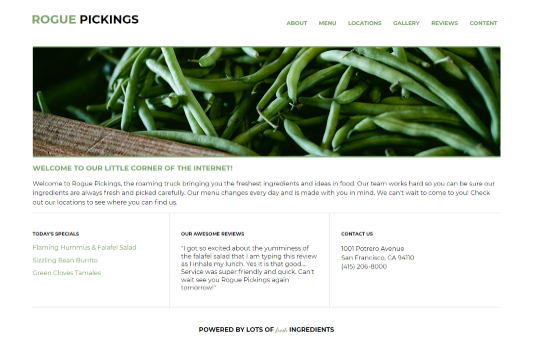 ROGUE PICKINGS
ABOUT MENU LOCATIONS GALLERY REVIEWS CONTENT
WELCOME TO OUR LITTLE CORNER OF THE INTERNET!
Welcome to Rogue Pickings, the roaming truck bringing you the freshest ingredients and ideas in food. Our team works hard so you can be sure our
ingredients are always fresh and picked carefully. Our menu changes every day and is made with you in mind. We can't wait to come to you! Check
out our locations to see where you can find us.
TODAY'S SPECIALS
Flaming Hummus & Falafel Salad
Sizzling Bean Burrito
Green Cloves Tamales
OUR AWESOME REVIEWS
"I got so excited about the yumminess of
the falafel salad that I am typing this review
as I inhale my lunch. Yes it is that good...
Service was super friendly and quick. Can't
wait to see you Rogue Pickings again
tomorrow!"
CONTACT US
1001 Potrero Avenue
San Francisco, CA 94110
(415) 206-8000
POWERED BY LOTS OF fresh INGREDIENTS